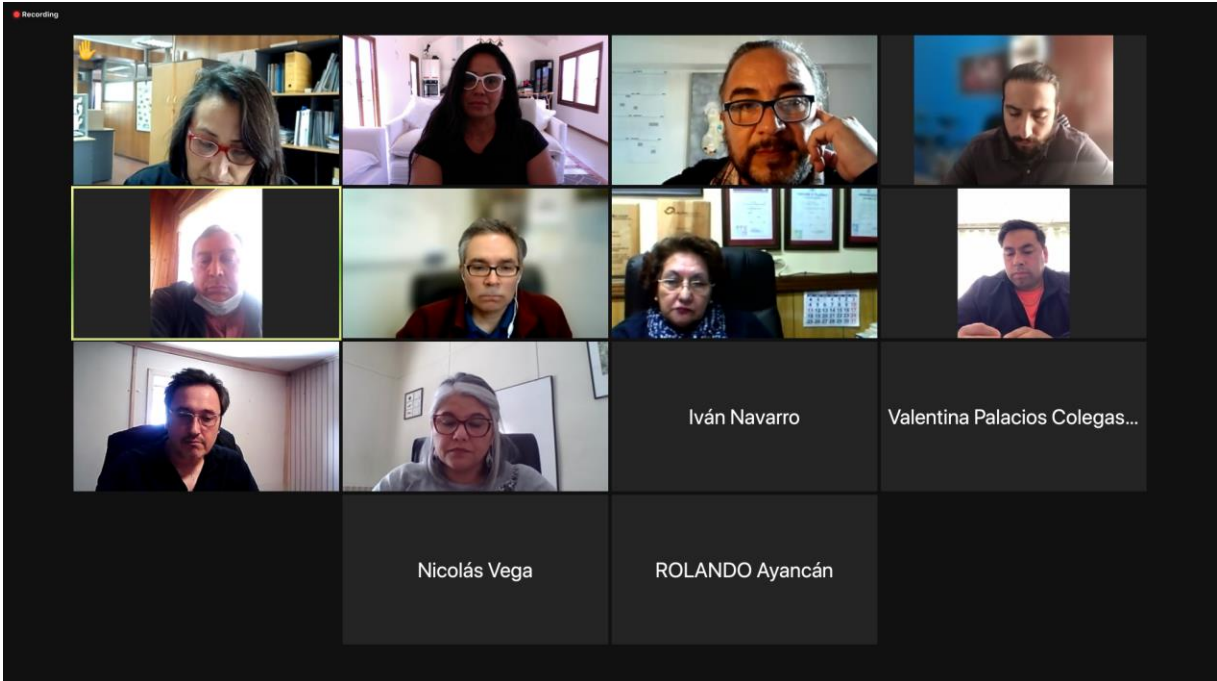 Recording
Iván Navarro
Valentina Palacios Colegas...
Nicolás Vega
ROLANDO Ayancán